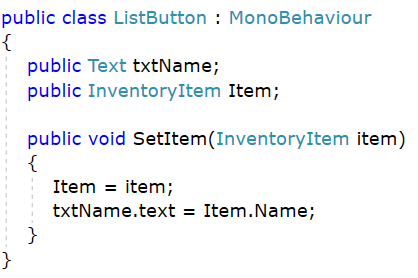 public class ListButton : MonoBehaviour
{
public Text txtName;
public InventoryItem Item;
public void SetItem(InventoryItem item)
{
Item = item;
txtName.text = Item.Name;
}
}